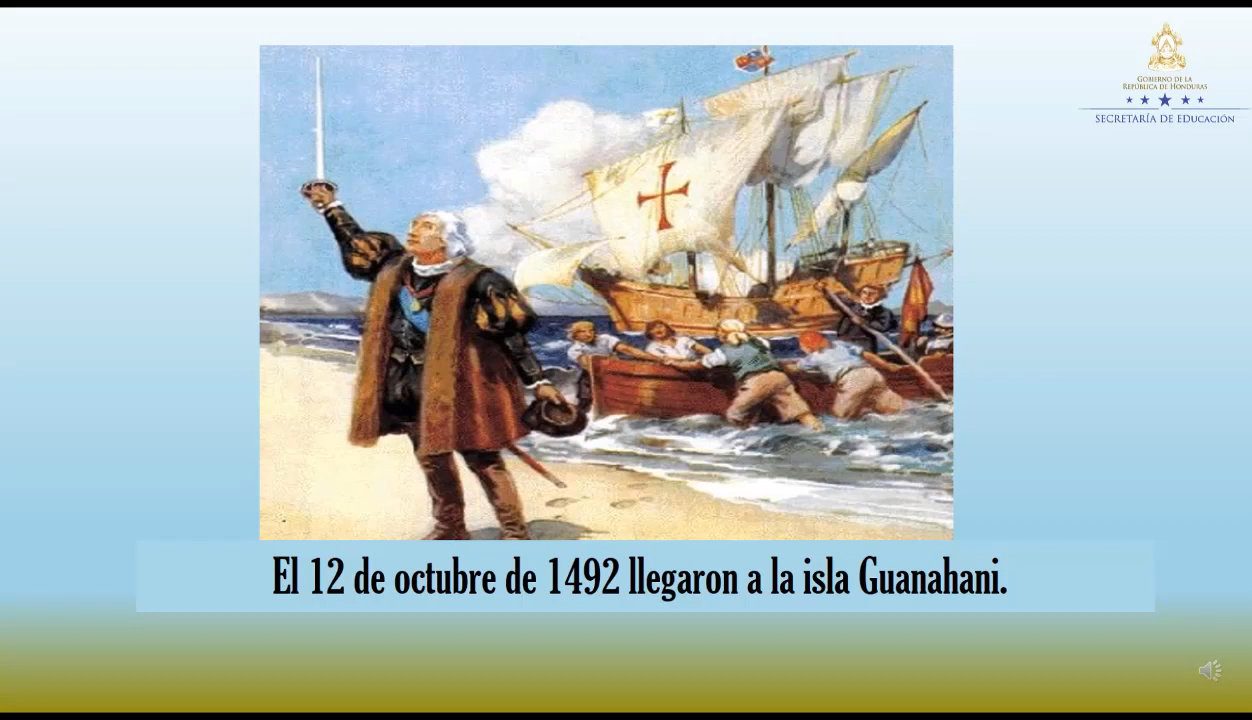 GOBIERNO DE LA
REPÚBLICA DE HONDURAS
SECRETARÍA DE EDUCACIÓN
El 12 de octubre de 1492 llegaron a la isla Guanahani.